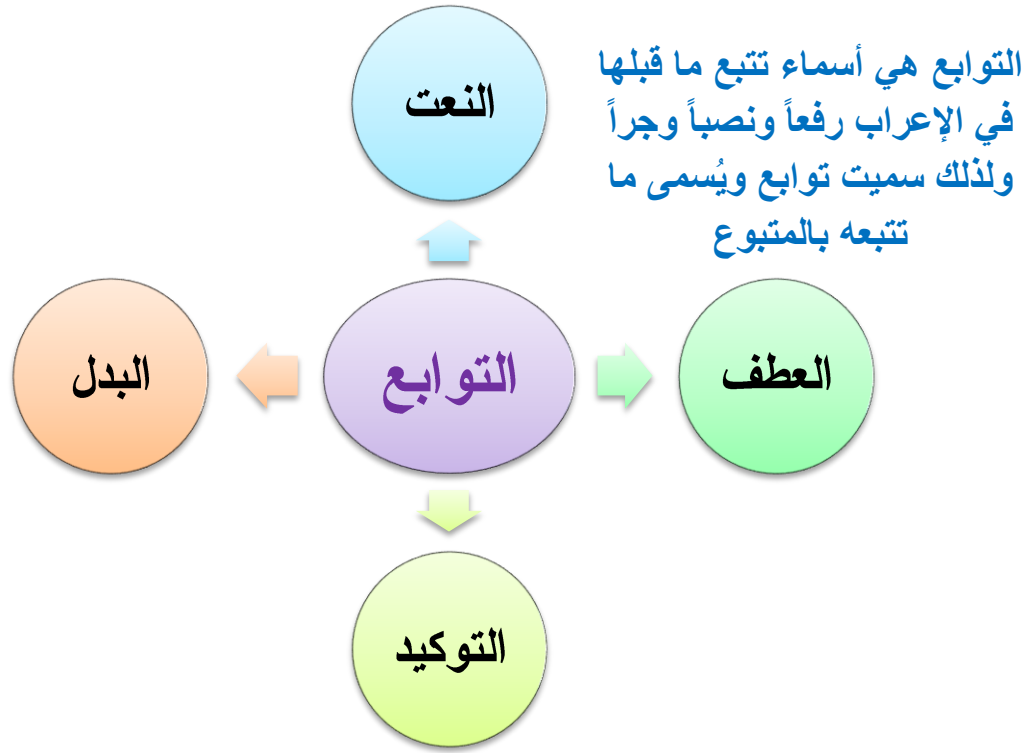 النعت
التوابع هي أسماء تتبع ما قبلها
في الإعراب رفعاً ونصباً وجراً
ولذلك سميت توابع ويُسمى ما
تتبعه بالمتبوع
العطف
التوابع
البدل
التوكيد